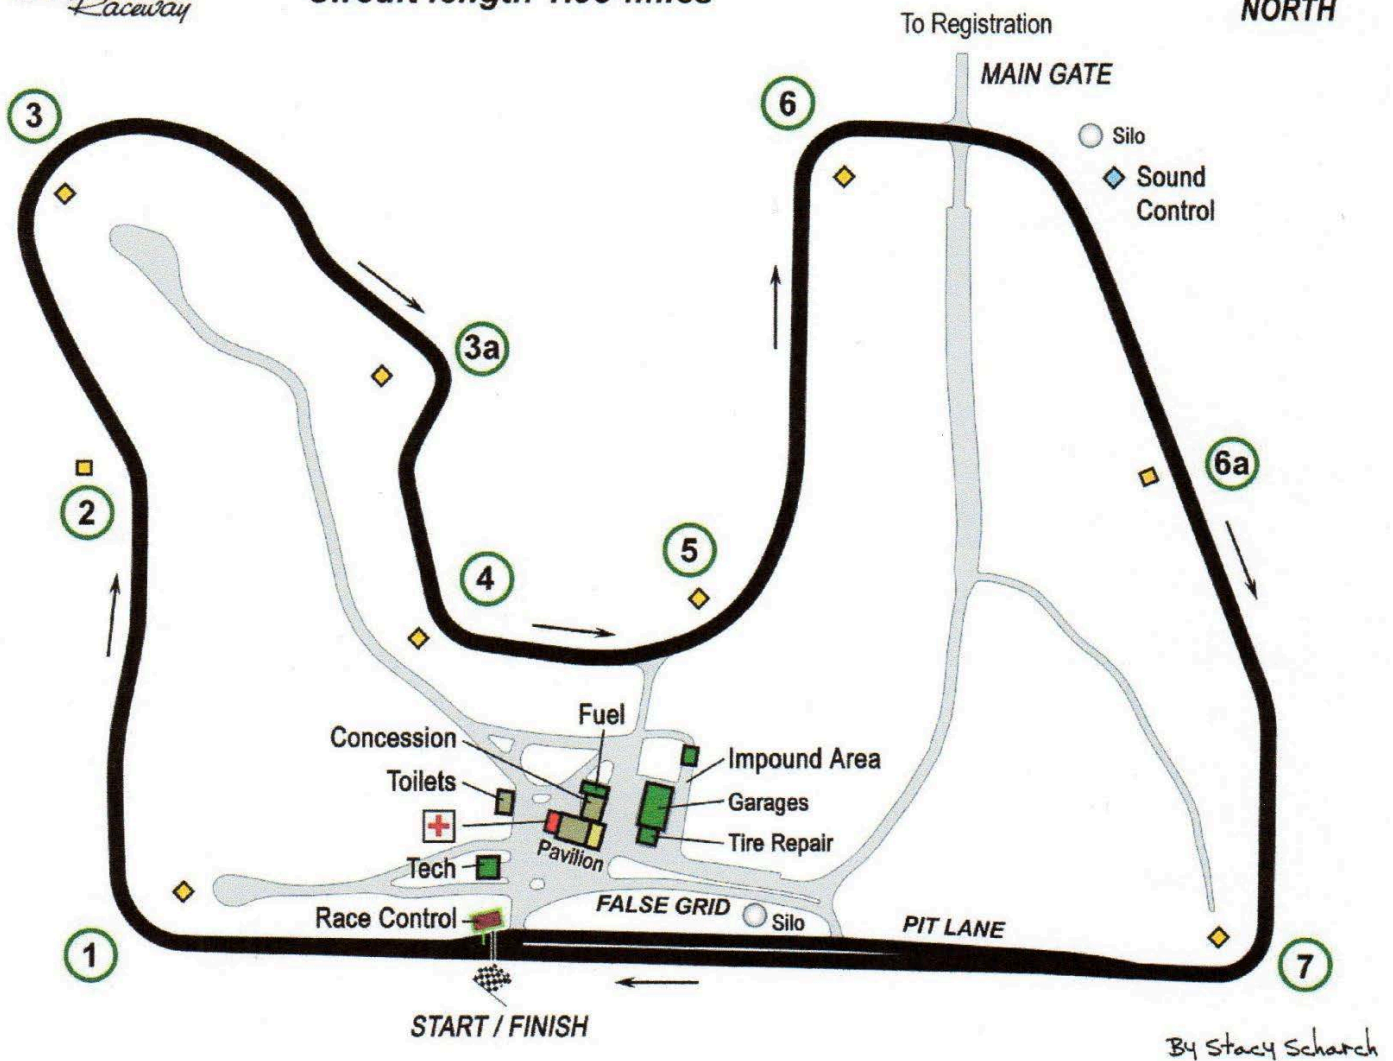 Raceway
NORTH
To Registration
MAIN GATE
3
6
Silo
Sound
Control
3a
6a
2
5
4
Fuel
Concession
Impound Area
Toilets
Garages
Tire Repair
Pavilion
Tech
FALSE GRID
Race Control
Silo
PIT LANE
1
7
START / FINISH
By Stacy Scharch